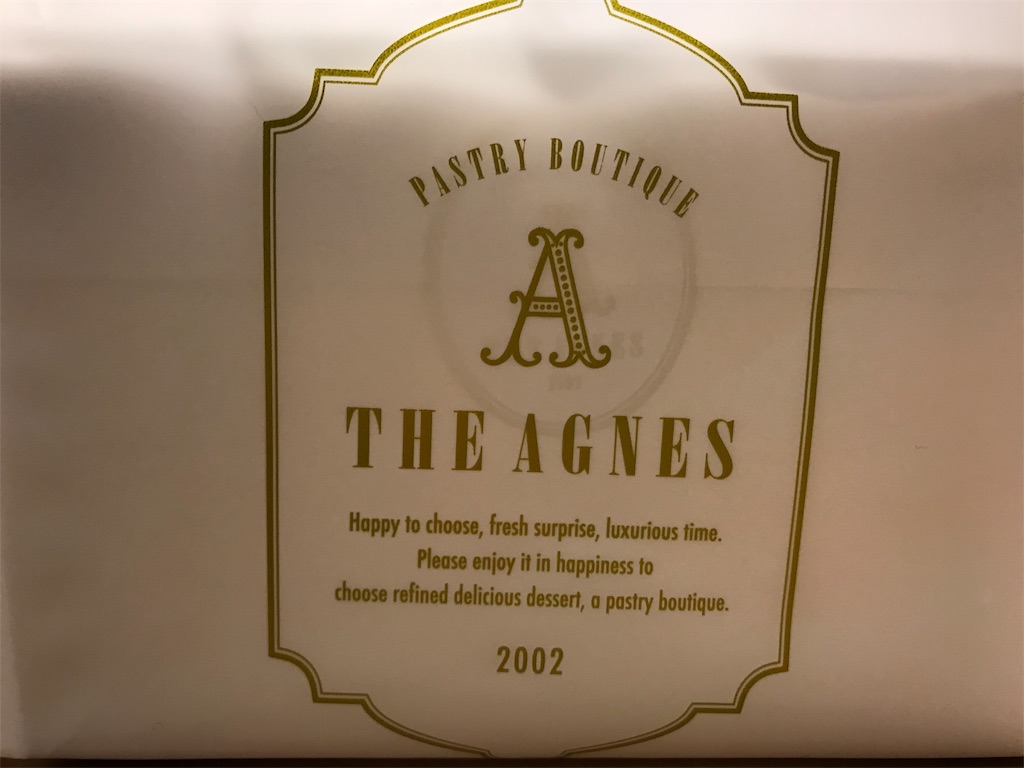 PASTRY BOUTIQUE
A
THE AGNES
Happy to choose, fresh surprise, luxurious time.
Please enjoy it in happiness to
choose refined delicious dessert, a pastry boutique.
2002